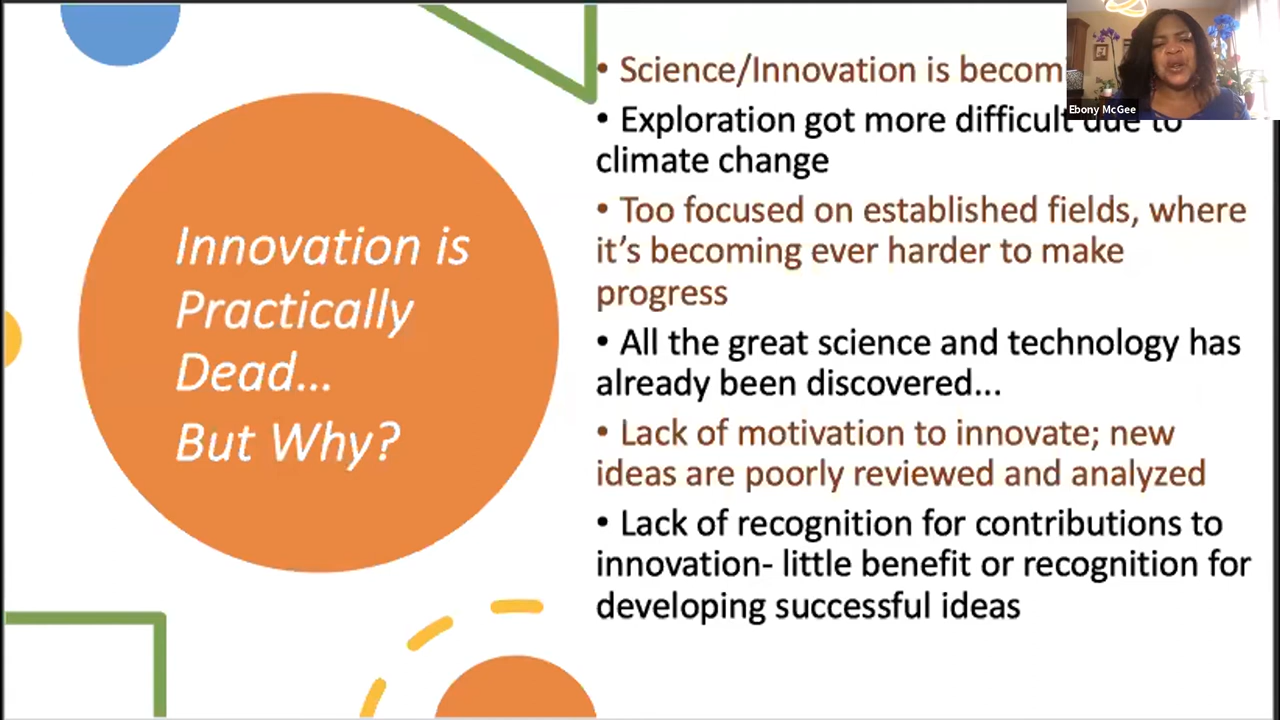 Innovation is
Practically
Dead...
But Why?
• Science/Innovation is
• Exploration got more difficult due to
climate change
• Too focused on established fields, where
it’s becoming ever harder to make
progress
• All the great science and technology has
already been discovered...
• Lack of motivation to innovate; new
ideas are poorly reviewed and analyzed
• Lack of recognition for contributions to
innovation- little benefit or recognition for
developing successful ideas
Ebony McGee